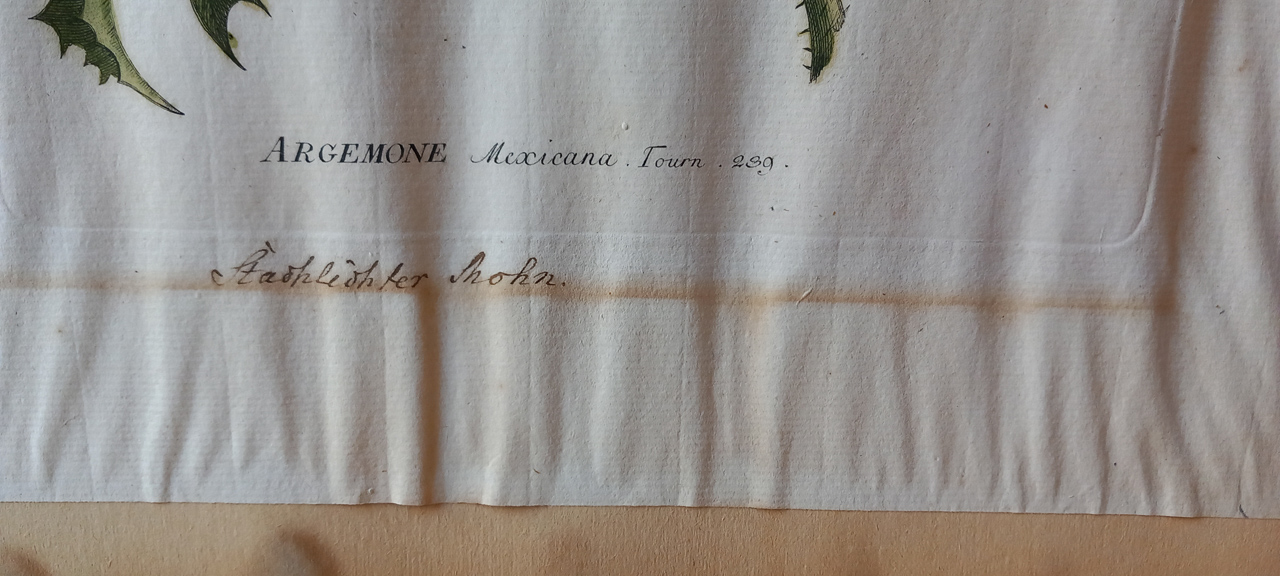 ARGEMONE Mexicana. Tourn. 239.
Stachlichter Mohn.